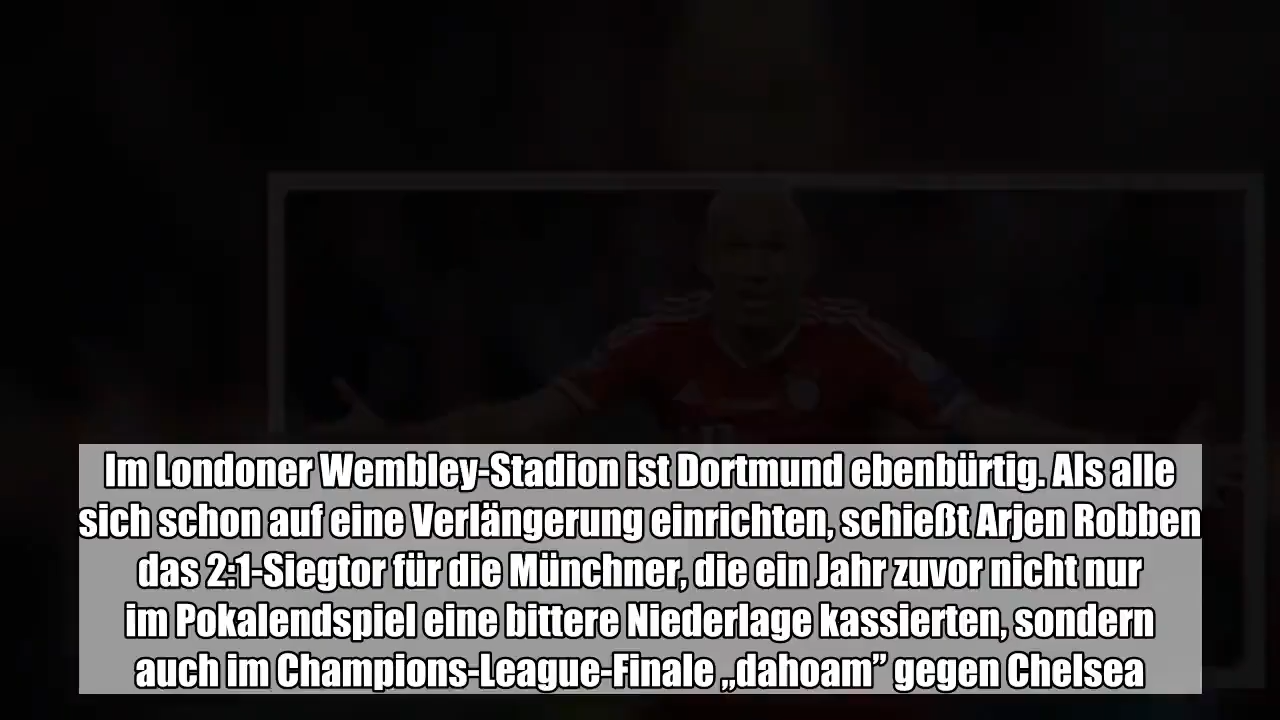 Im Londoner Wembley-Stadion ist Dortmund ebenbürtig. Als alle
sich schon auf eine Verlängerung einrichten, schießt Arjen Robben
das 2:1-Siegtor für die Münchner, die ein Jahr zuvor nicht nur
im Pokalendspiel eine bittere Niederlage kassierten, sondern
auch im Champions-League-Finale „dahoam” gegen Chelsea